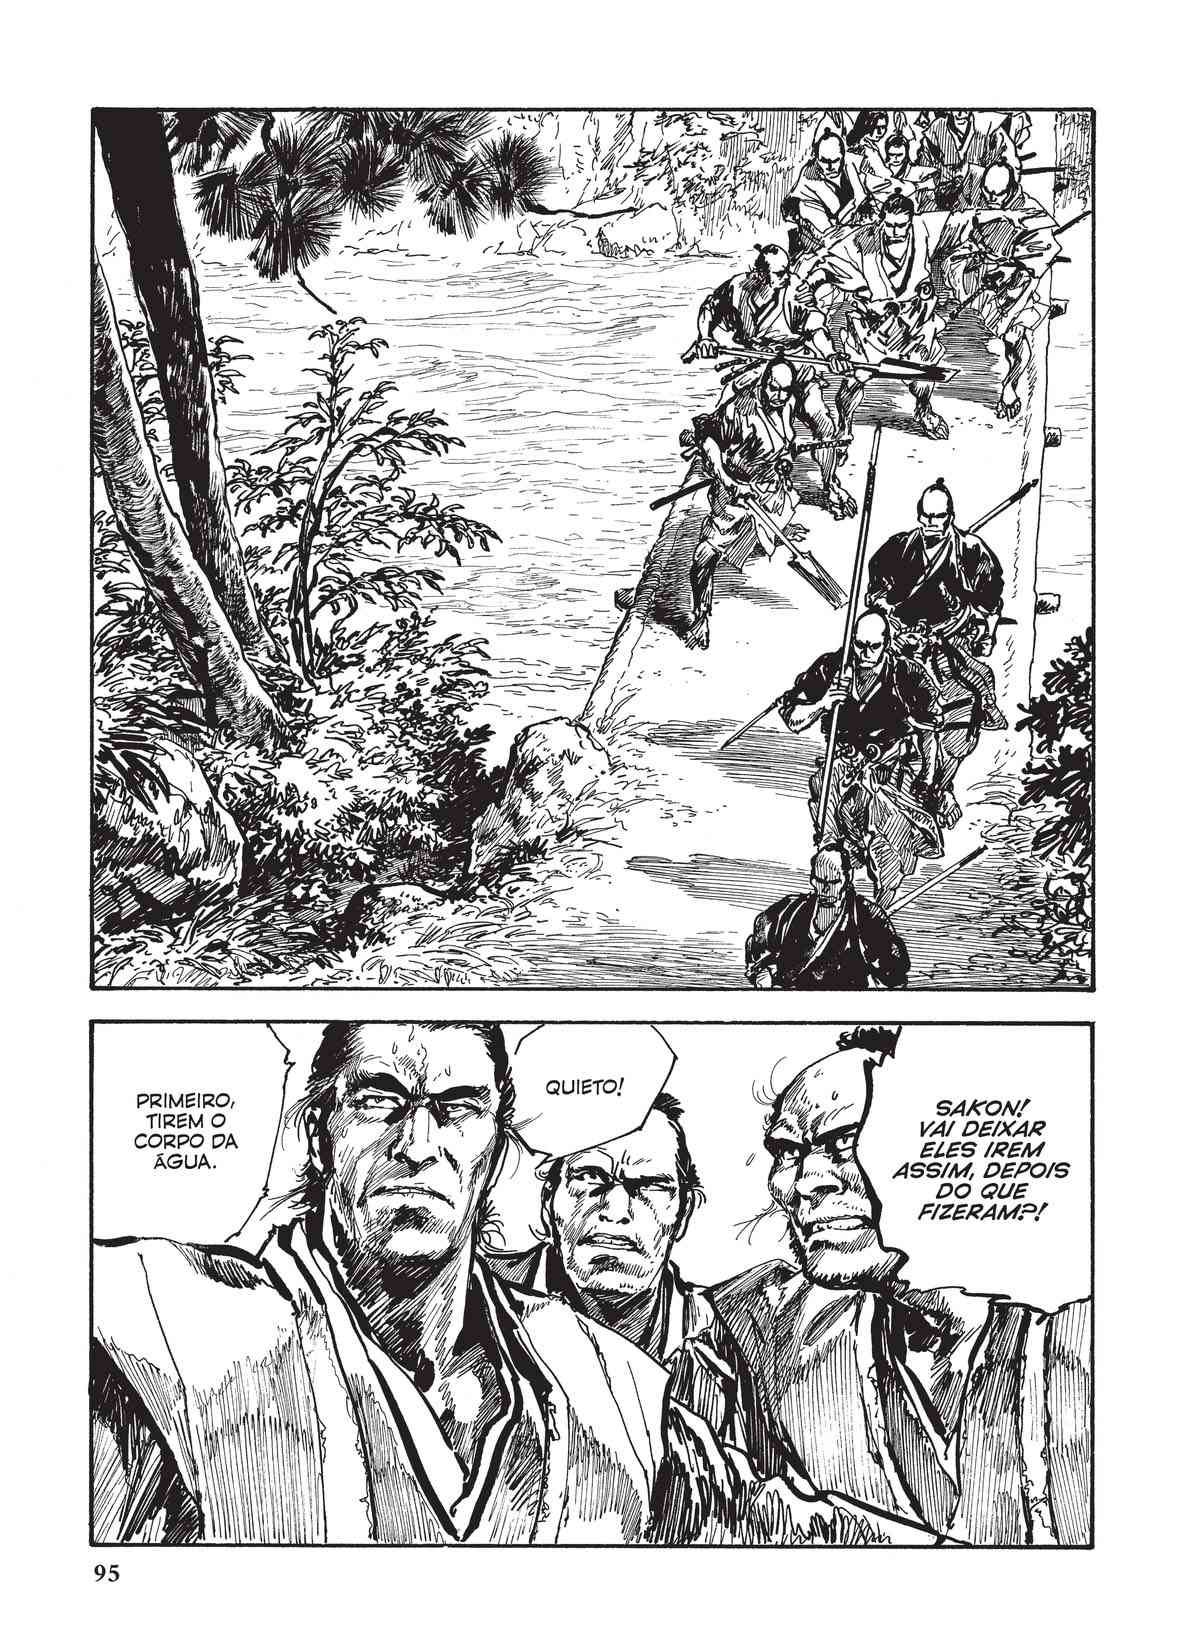 SAKON!
VAI DEIXAR
ELES IREM
ASSIM, DEPOIS
DO QUE
FIZERAM?!
QUIETO!
PRIMEIRO,
TIREM O
CORPO DA
ÁGUA.
95